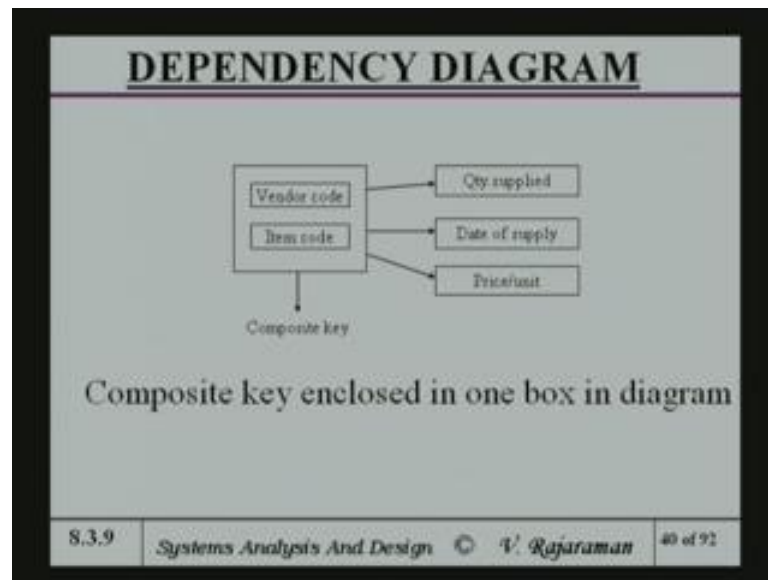 DEPENDENCY DIAGRAM
Vendor code
Item code
Qty supplied
Date of supply
Price/unit
Composite key
Composite key enclosed in one box in diagram
8.3.9
Systems Analysis And Design © V. Rajaraman
40 of 92